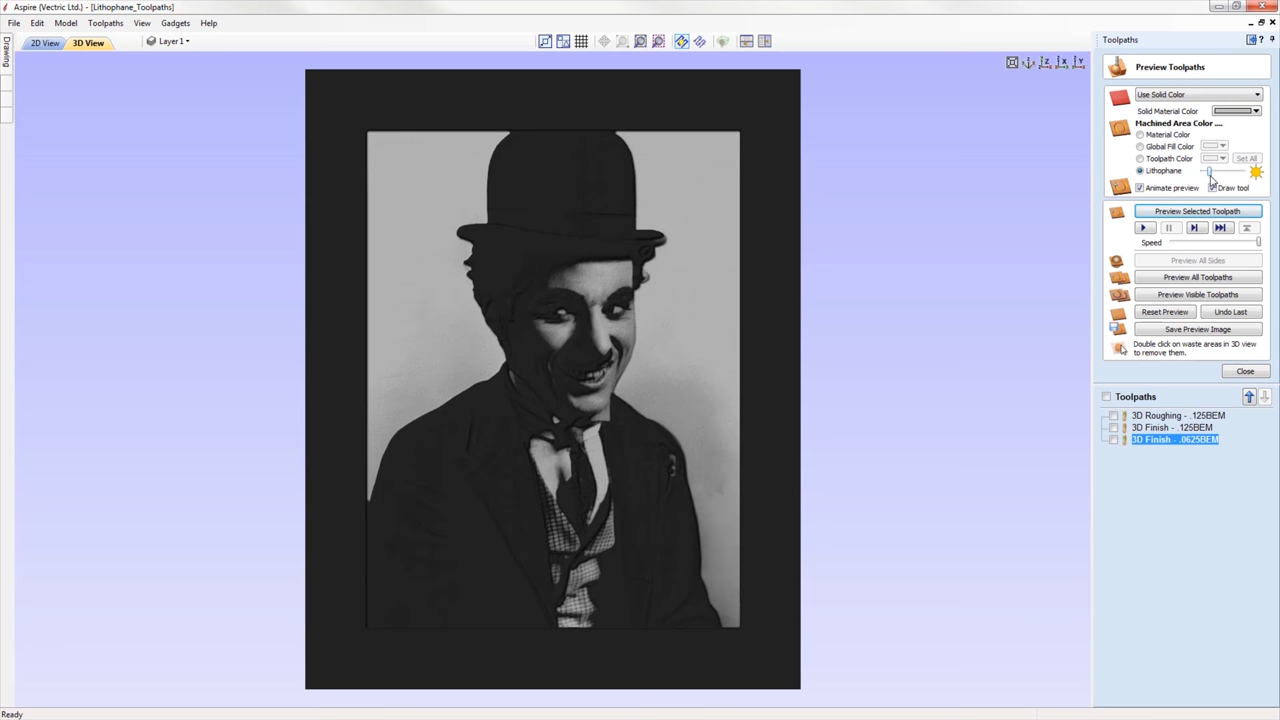 Aspire (Vectric Ltd.) - [Lithophane_Toolpaths]
File Edit Model Toolpaths View Gadgets Help
2D View 3D View Layer 1
Drawing
Toolpaths
Preview Toolpaths
Use Solid Color
Solid Material Color
Machined Area Color ....
Material Color
Global Fill Color
Toolpath Color Set All
Lithophane
Animate preview Draw tool
Preview Selected Toolpath
Speed
Preview All Sides
Preview All Toolpaths
Preview Visible Toolpaths
Reset Preview Undo Last
Save Preview Image
Double click on waste areas in 3D view
to remove them.
Close
Toolpaths
3D Roughing - .125BEM
3D Finish - .125BEM
3D Finish - .0625BEM
Ready